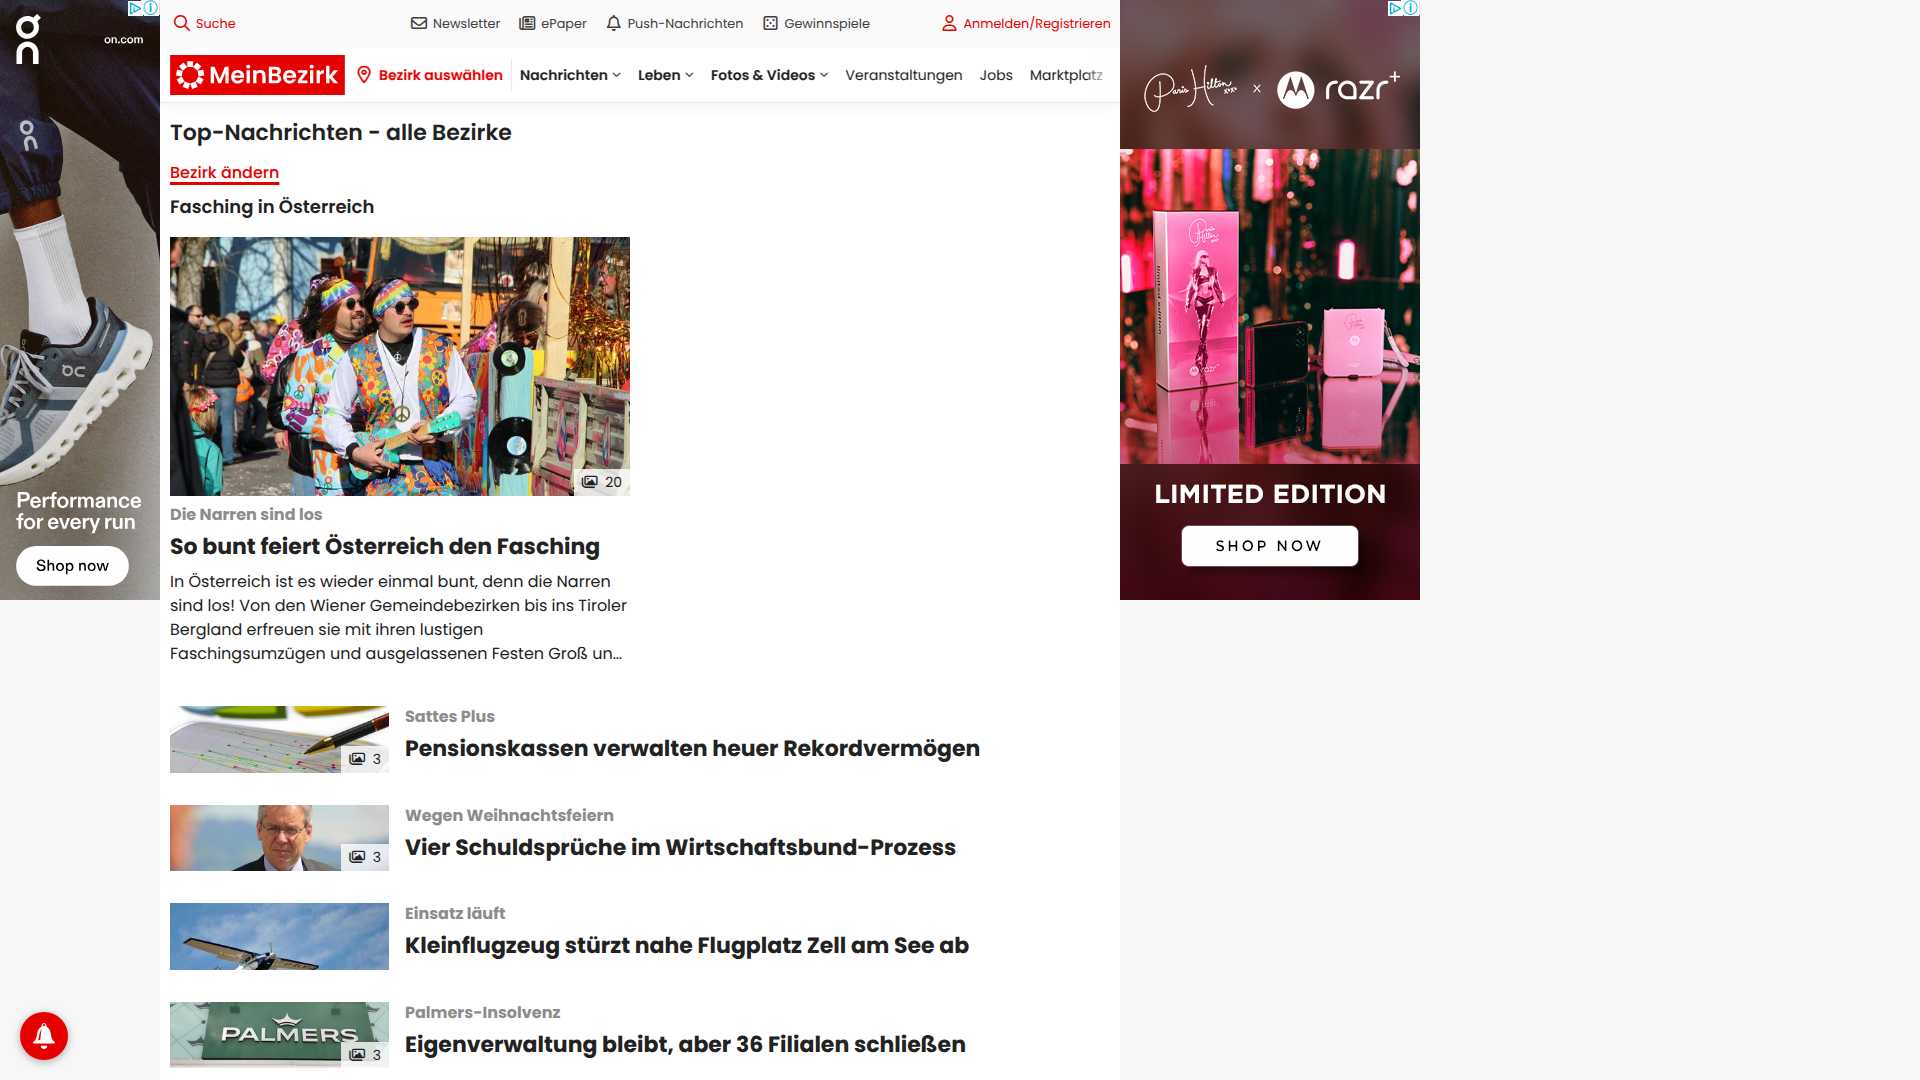 on.com
Performance
for every run
Shop now
Suche
Newsletter
ePaper
Push-Nachrichten
Gewinnspiele
Anmelden/Registrieren
MeinBezirk
Bezirk auswählen
Nachrichten
Leben
Fotos & Videos
Veranstaltungen
Jobs
Marktplatz
Top-Nachrichten - alle Bezirke
Bezirk ändern
Fasching in Österreich
20
Die Narren sind los
So bunt feiert Österreich den Fasching
In Österreich ist es wieder einmal bunt, denn die Narren
sind los! Von den Wiener Gemeindebezirken bis ins Tiroler
Bergland erfreuen sie mit ihren lustigen
Faschingsumzügen und ausgelassenen Festen Groß un...
3
Sattes Plus
Pensionskassen verwalten heuer Rekordvermögen
3
Wegen Weihnachtsfeiern
Vier Schuldsprüche im Wirtschaftsbund-Prozess
Einsatz läuft
Kleinflugzeug stürzt nahe Flugplatz Zell am See ab
PALMERS
3
Palmers-Insolvenz
Eigenverwaltung bleibt, aber 36 Filialen schließen
Paris Hilton x razr+
LIMITED EDITION
SHOP NOW